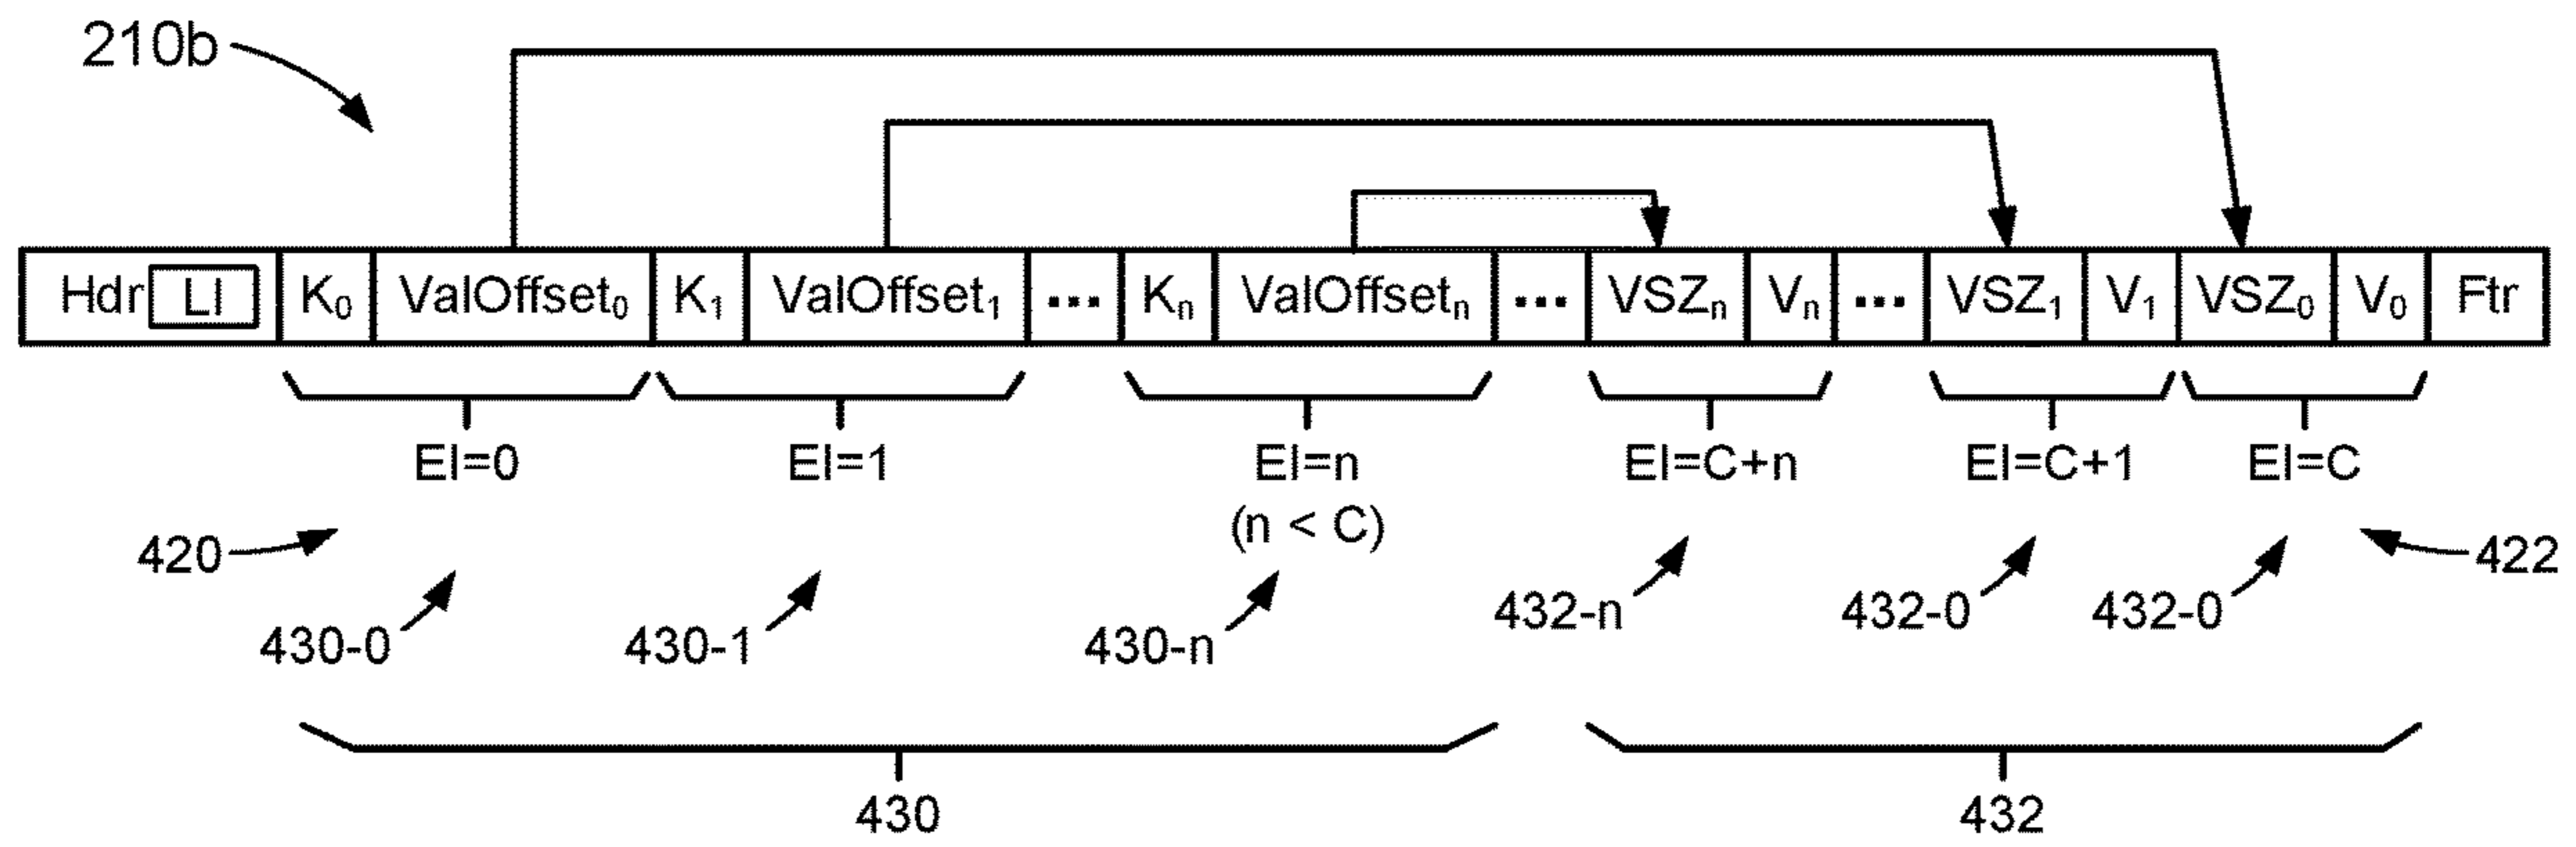 210b
Hdr LI K0 ValOffset0 K1 ValOffset1 ... Kn ValOffsetn ... VSZn Vn ... VSZ1 V1 VSZ0 V0 Ftr
EI=0 EI=1 EI=n EI=C+n EI=C+1 EI=C
(n < C)
420 422
432-n 432-0 432-0
430-0 430-1 430-n
430 432